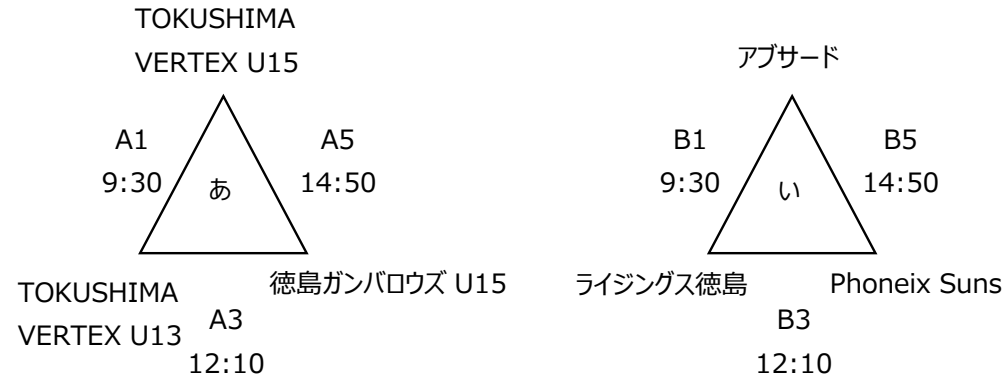 TOKUSHIMA
VERTEX U15
A1
9:30
あ
A5
14:50
TOKUSHIMA
VERTEX U13
徳島ガンバロウズ U15
A3
12:10
アブサード
B1
9:30
い
B5
14:50
ライジングス徳島
Phoneix Suns
B3
12:10